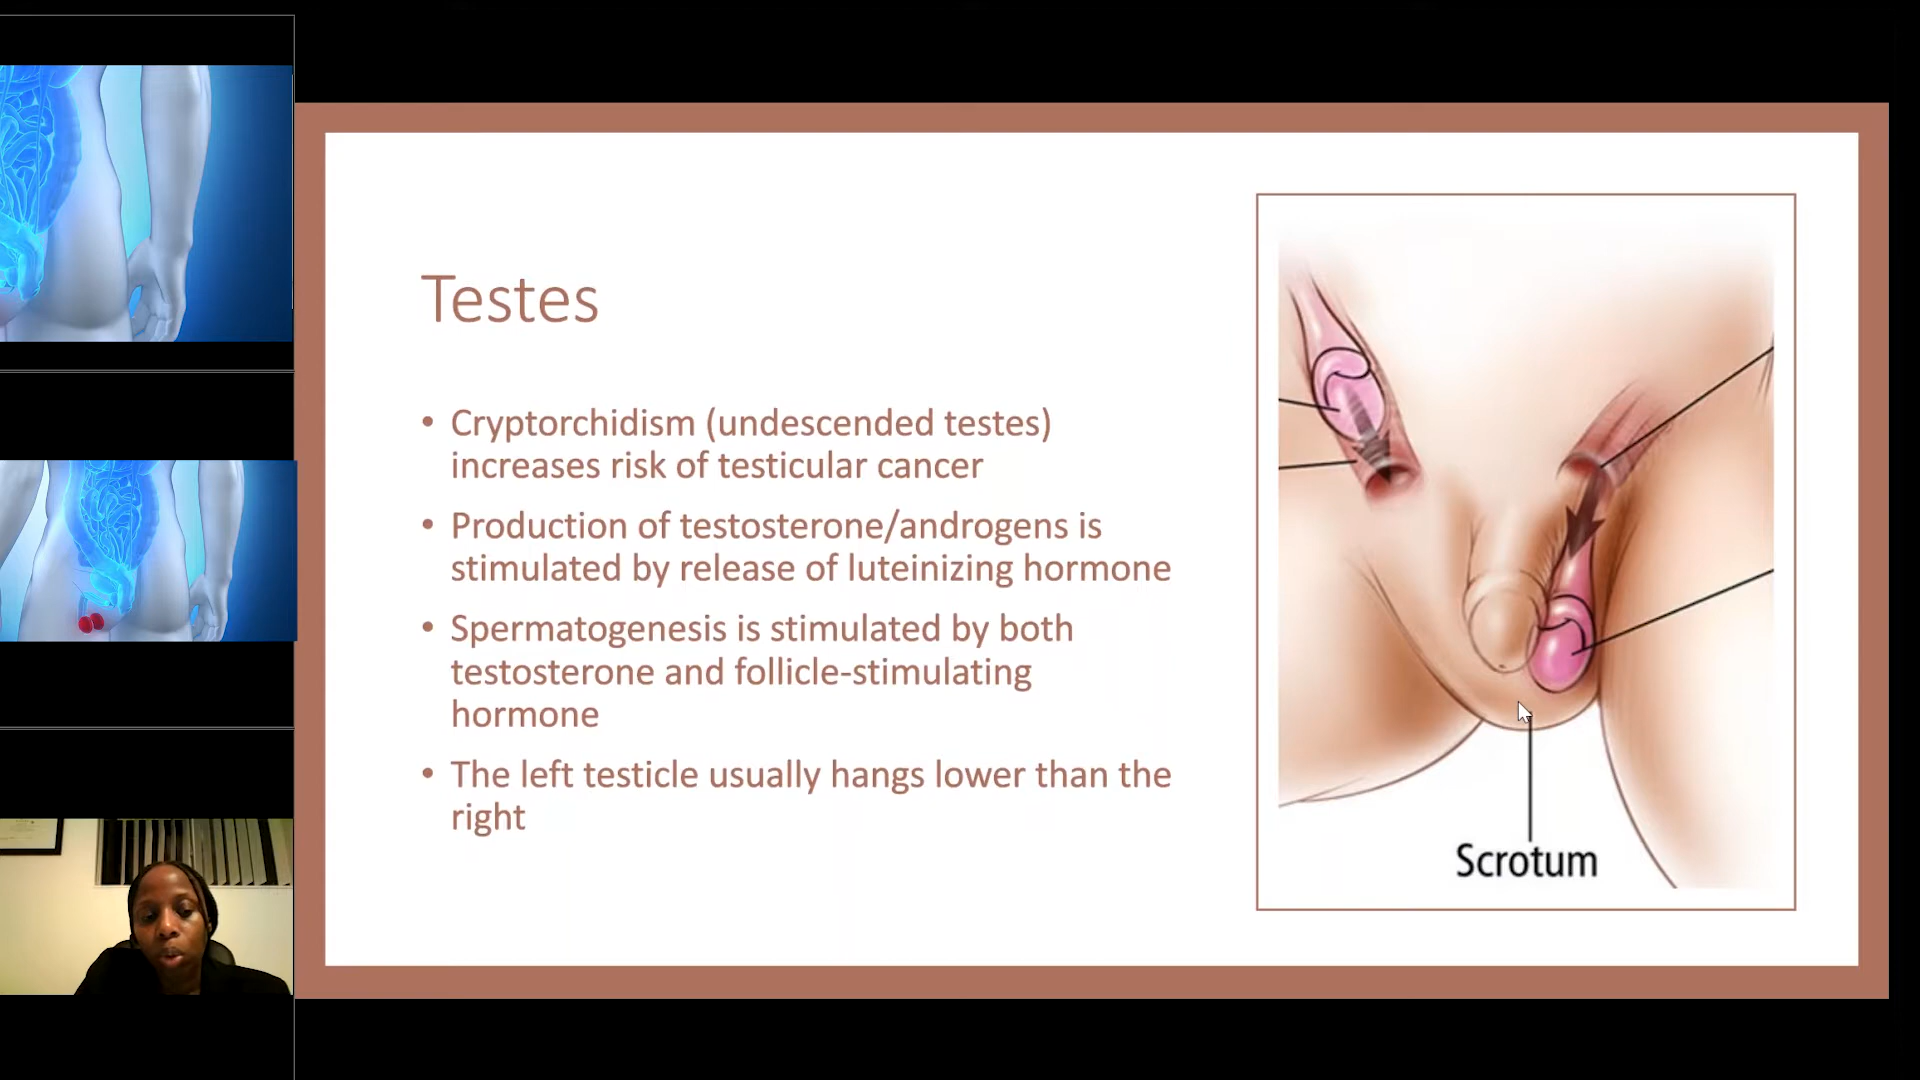 Testes
• Cryptorchidism (undescended testes)
increases risk of testicular cancer
• Production of testosterone/androgens is
stimulated by release of luteinizing hormone
• Spermatogenesis is stimulated by both
testosterone and follicle-stimulating
hormone
• The left testicle usually hangs lower than the
right
Scrotum